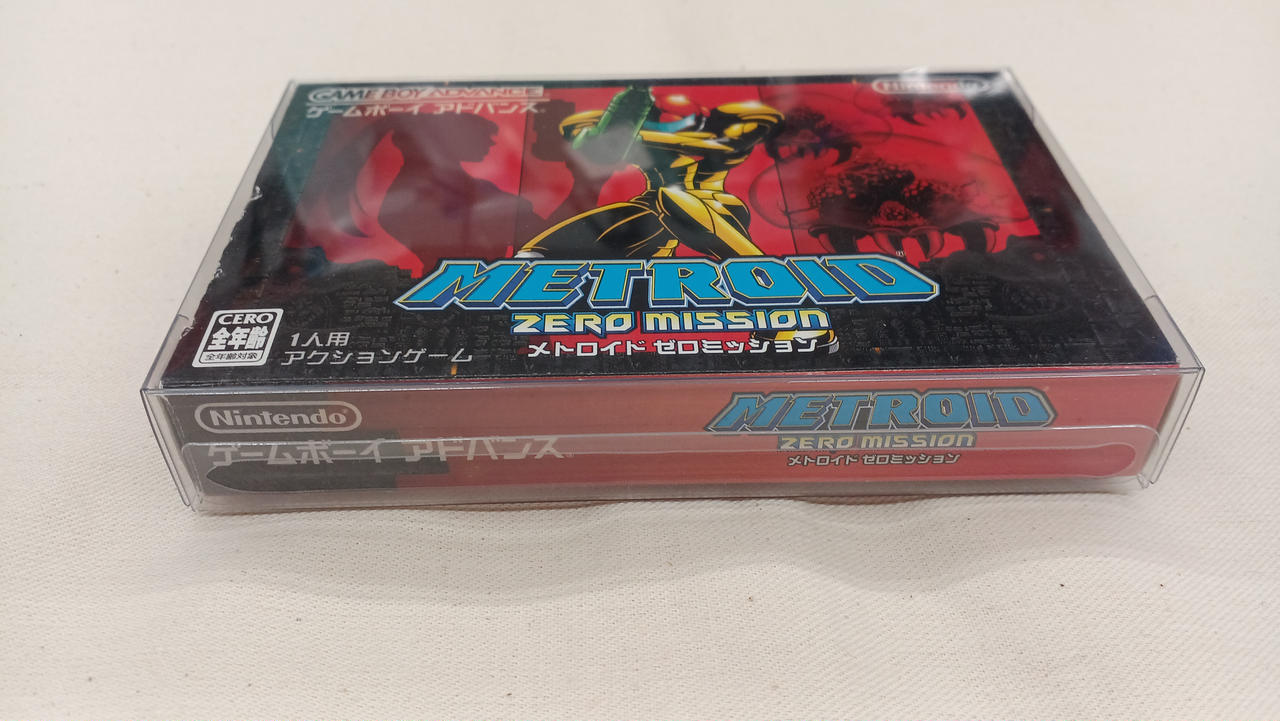 GAME BOY ADVANCE
ゲームボーイ アドバンス
Nintendo
METROID
ZERO MISSION
メトロイド ゼロミッション
CERO
全年齢
全年齢対象
1人用
アクションゲーム
Nintendo
ゲームボーイ アドバンス
METROID
ZERO MISSION
メトロイド ゼロミッション